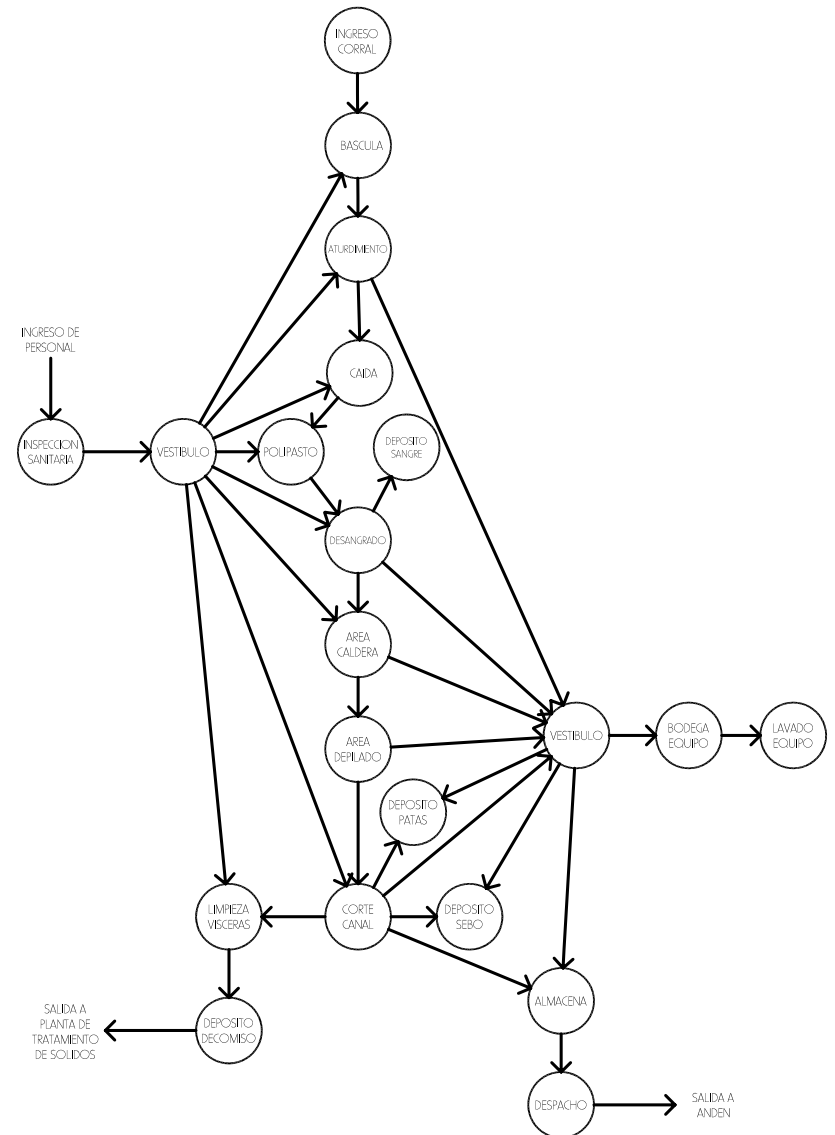 INGRESO
CORRAL
BASCULA
ATURDIMIENTO
INGRESO DE
PERSONAL
CAIDA
INSPECCION
SANITARIA
VESTIBULO
POLIPASTO
DEPOSITO
SANGRE
DESANGRADO
AREA
CALDERA
AREA
DEPILADO
VESTIBULO
BODEGA
EQUIPO
LAVADO
EQUIPO
DEPOSITO
PATAS
LIMPIEZA
VISCERAS
CORTE
CANAL
DEPOSITO
SEBO
ALMACENA
SALIDA A
PLANTA DE
TRATAMIENTO
DE SOLIDOS
DEPOSITO
DECOMISO
DESPACHO
SALIDA A
ANDEN